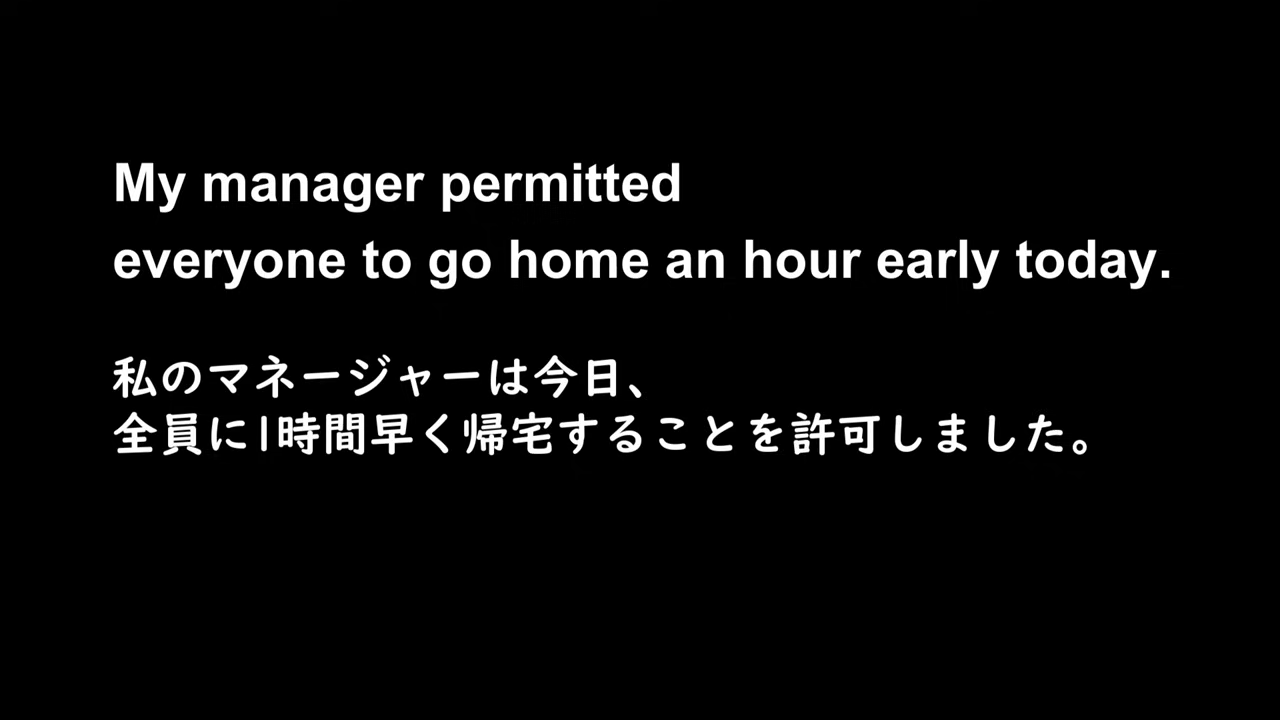 My manager permitted
everyone to go home an hour early today.
私のマネージャーは今日、
全員に1時間早く帰宅することを許可しました。